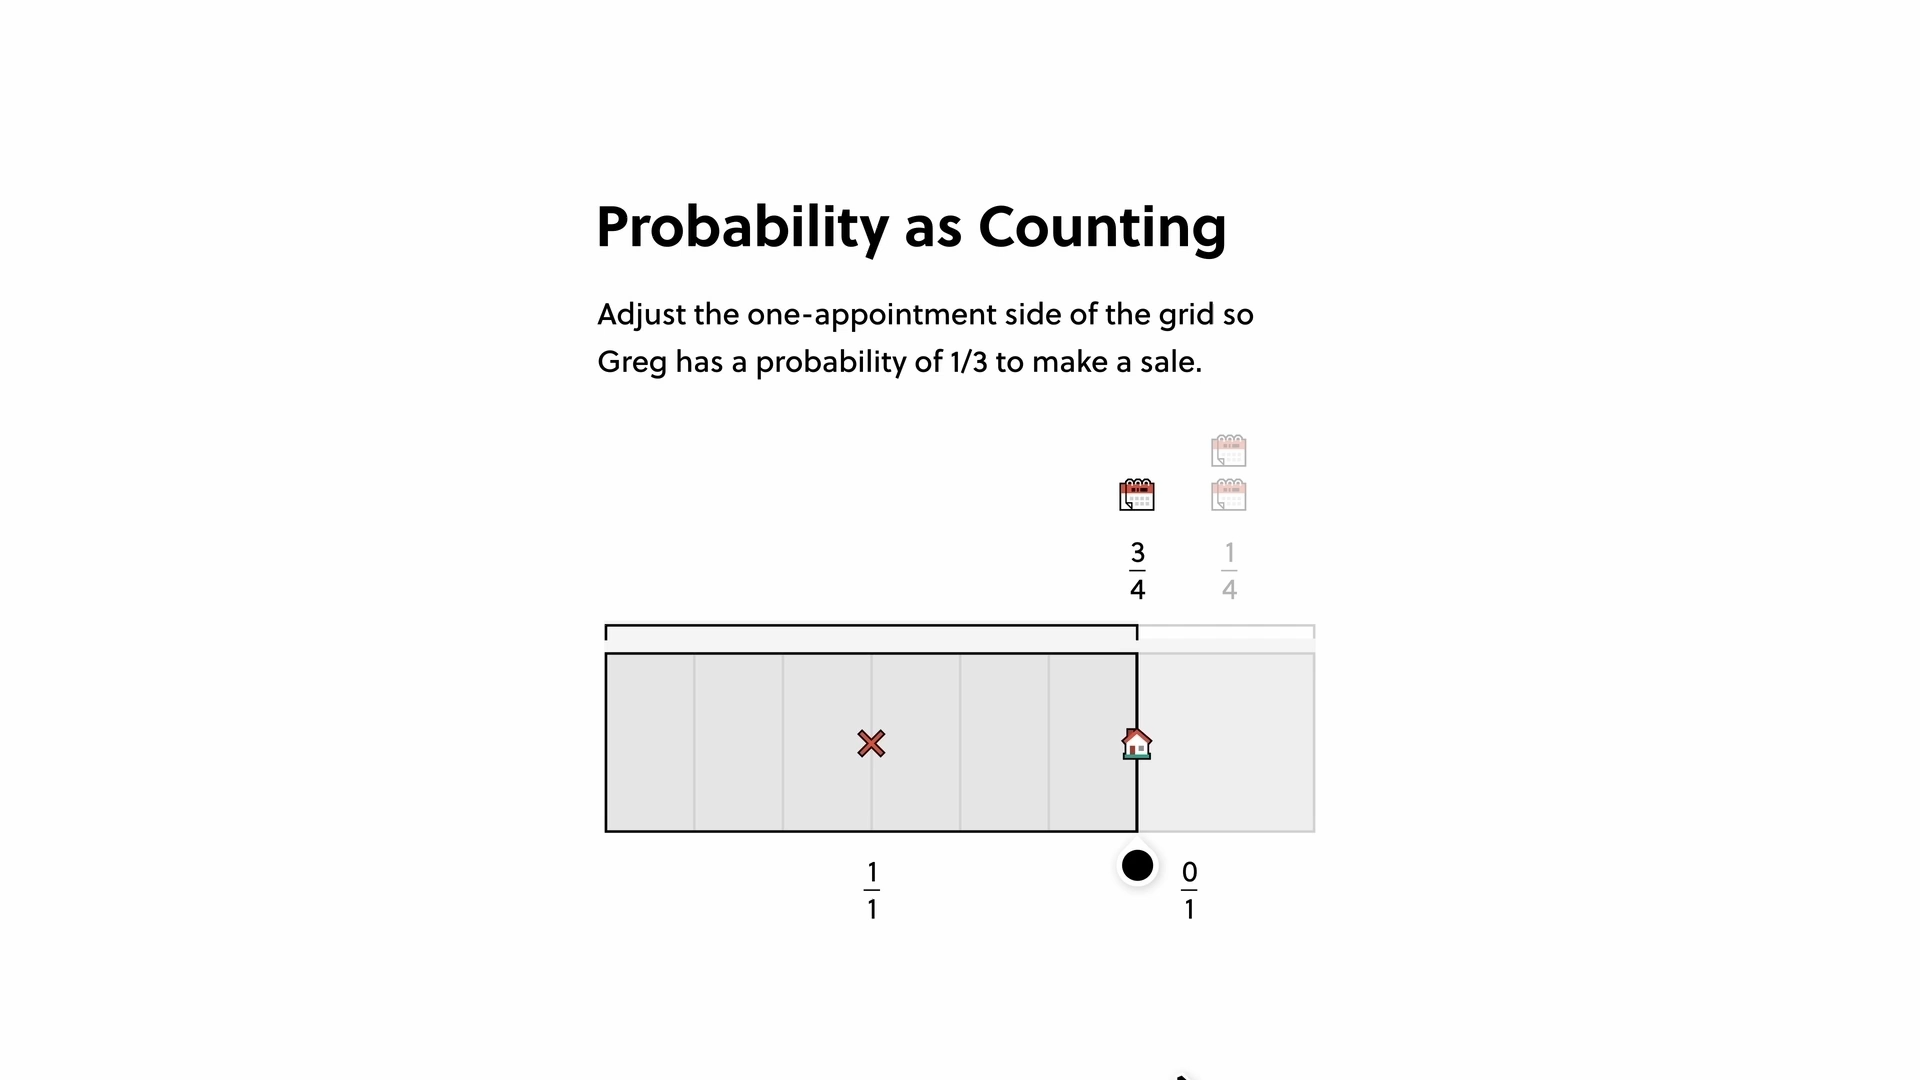 Probability as Counting
Adjust the one-appointment side of the grid so
Greg has a probability of 1/3 to make a sale.
3/4 1/4
1/1 0/1